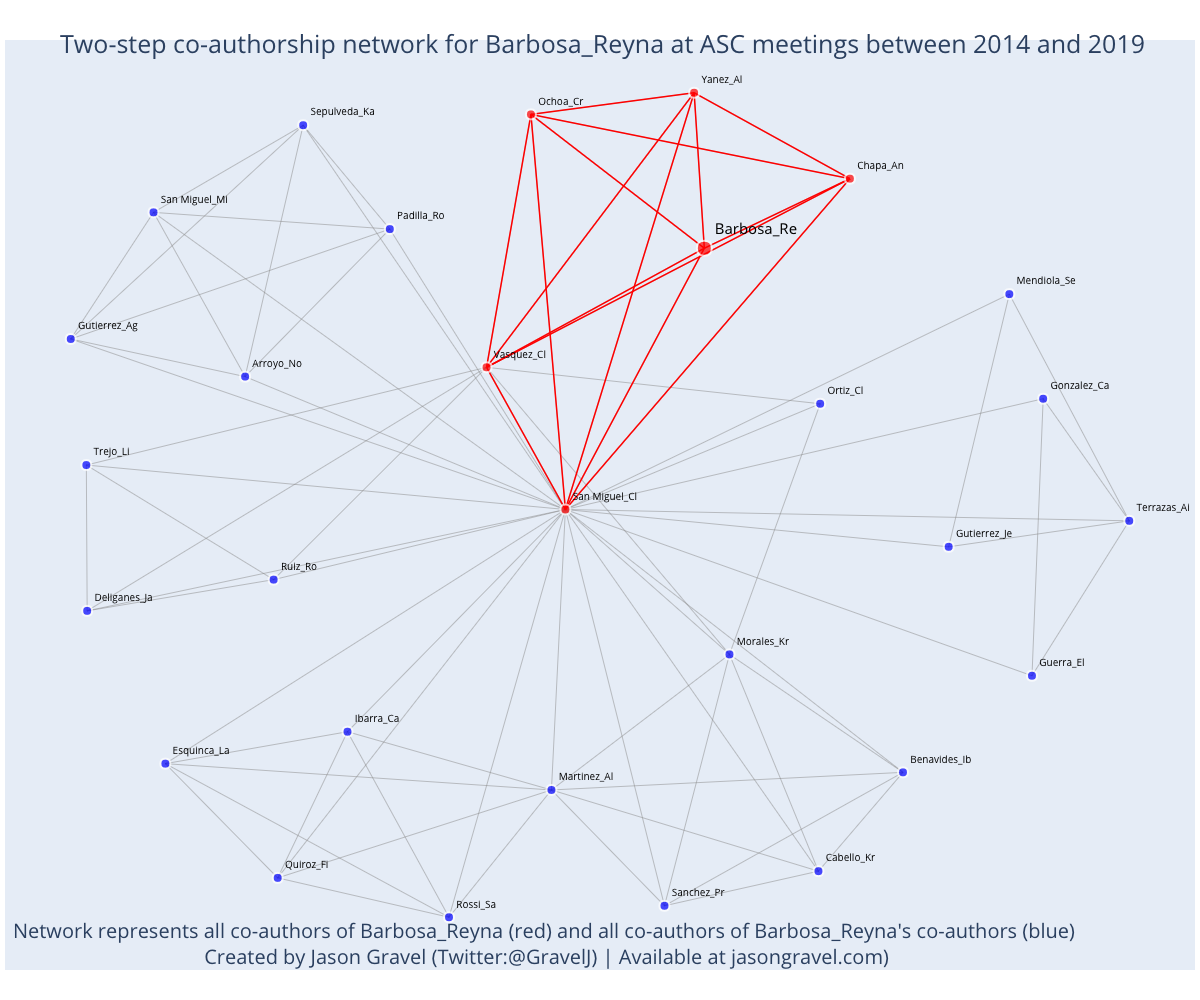 Two-step co-authorship network for Barbosa_Reyna at ASC meetings between 2014 and 2019
Yanez_Al
Ochoa_Cr
Sepulveda_Ka
Chapa_An
San Miguel_Mi
Padilla_Ro
Barbosa_Re
Mendiola_Se
Gutierrez_Ag
Vasquez_Cl
Arroyo_No
Ortiz_Cl
Gonzalez_Ca
Trejo_Li
San Miguel_Cl
Terrazas_Al
Gutierrez_Je
Ruiz_Ro
Deliganes_Ja
Morales_Kr
Guerra_El
Ibarra_Ca
Esquinca_La
Martinez_Al
Benavides_Ib
Quiroz_Fi
Cabello_Kr
Sanchez_Pr
Rossi_Sa
Network represents all co-authors of Barbosa_Reyna (red) and all co-authors of Barbosa_Reyna's co-authors (blue)
Created by Jason Gravel (Twitter:@GravelJ) | Available at jasongravel.com)